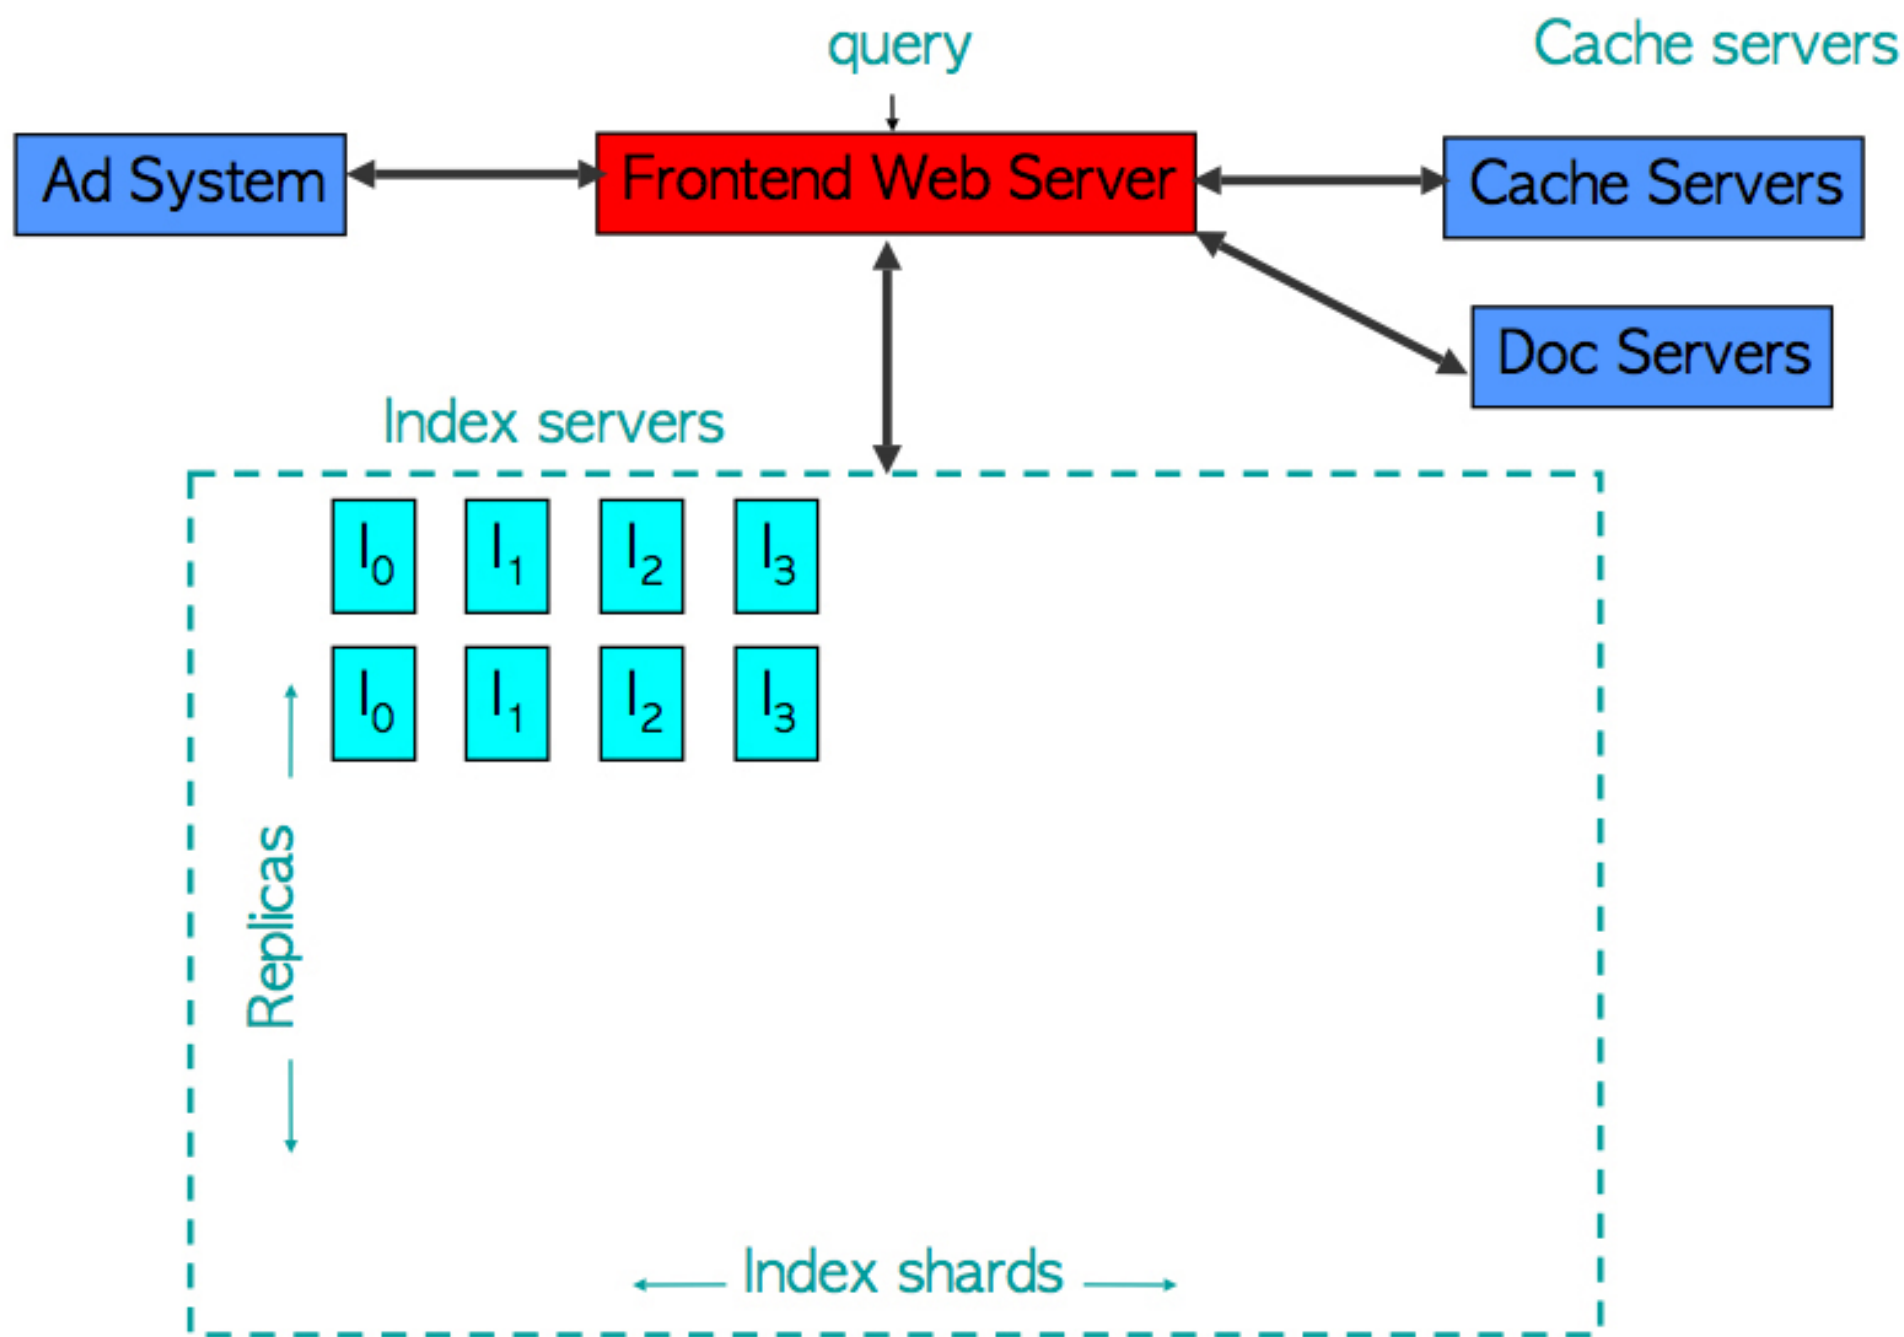 query
Cache servers
Ad System
Frontend Web Server
Cache Servers
Doc Servers
Index servers
I0 I1 I2 I3
I0 I1 I2 I3
Replicas
Index shards